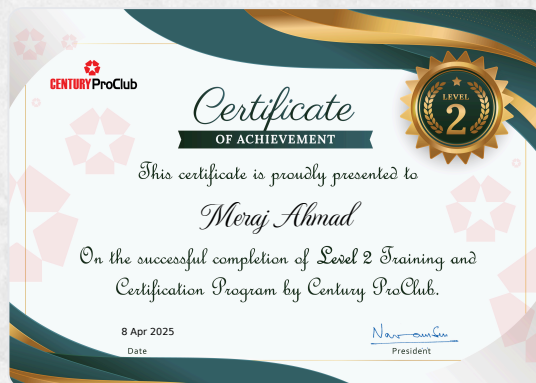 CENTURY ProClub
LEVEL
2
Certificate
OF ACHIEVEMENT
This certificate is proudly presented to
Meraj Ahmad
On the successful completion of Level 2 Training and
Certification Program by Century ProClub.
8 Apr 2025
Date
President